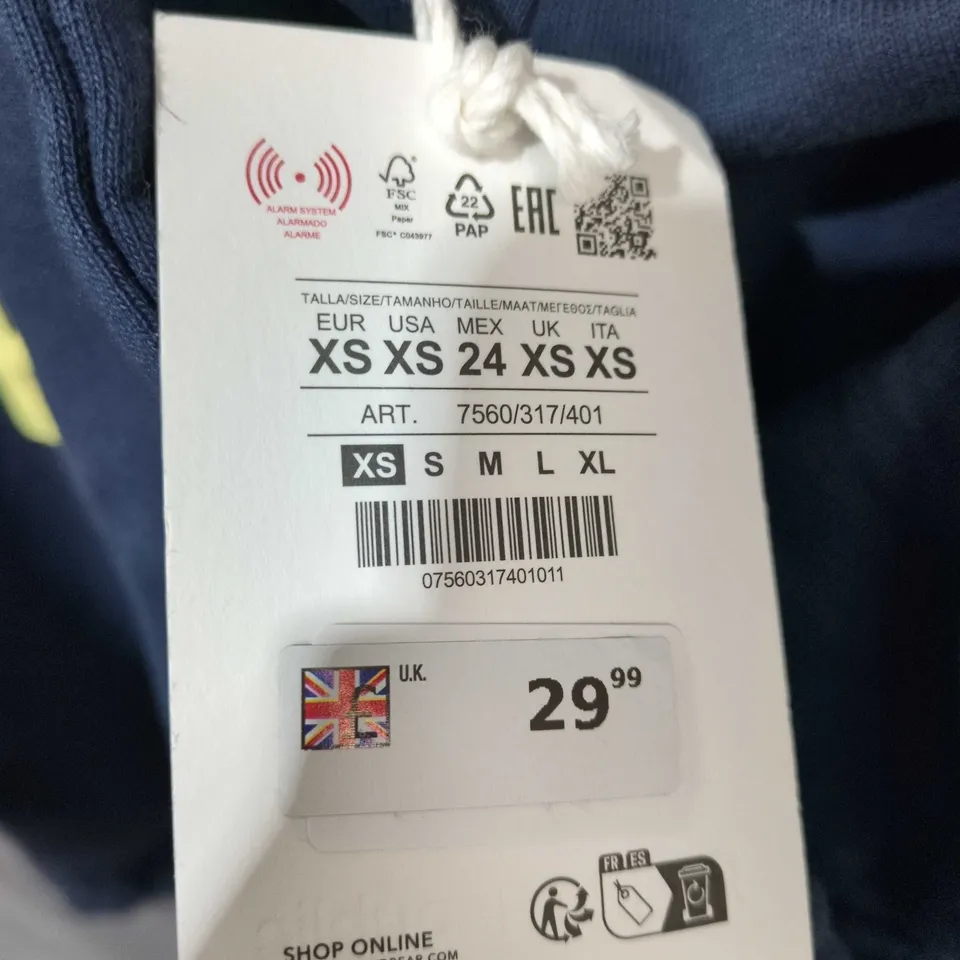 ALARM SYSTEM
ALARMADO
ALARME
FSC
MIX
Paper
FSC® C043977
22
PAP
EAC
TALLA/SIZE/TAMANHO/TAILLE/MAAT/ΜΕΓΕΘΟΣ/TAGLIA
EUR USA MEX UK ITA
XS XS 24 XS XS
ART. 7560/317/401
XS S M L XL
07560317401011
£ U.K. 29 99
FR ES
SHOP ONLINE